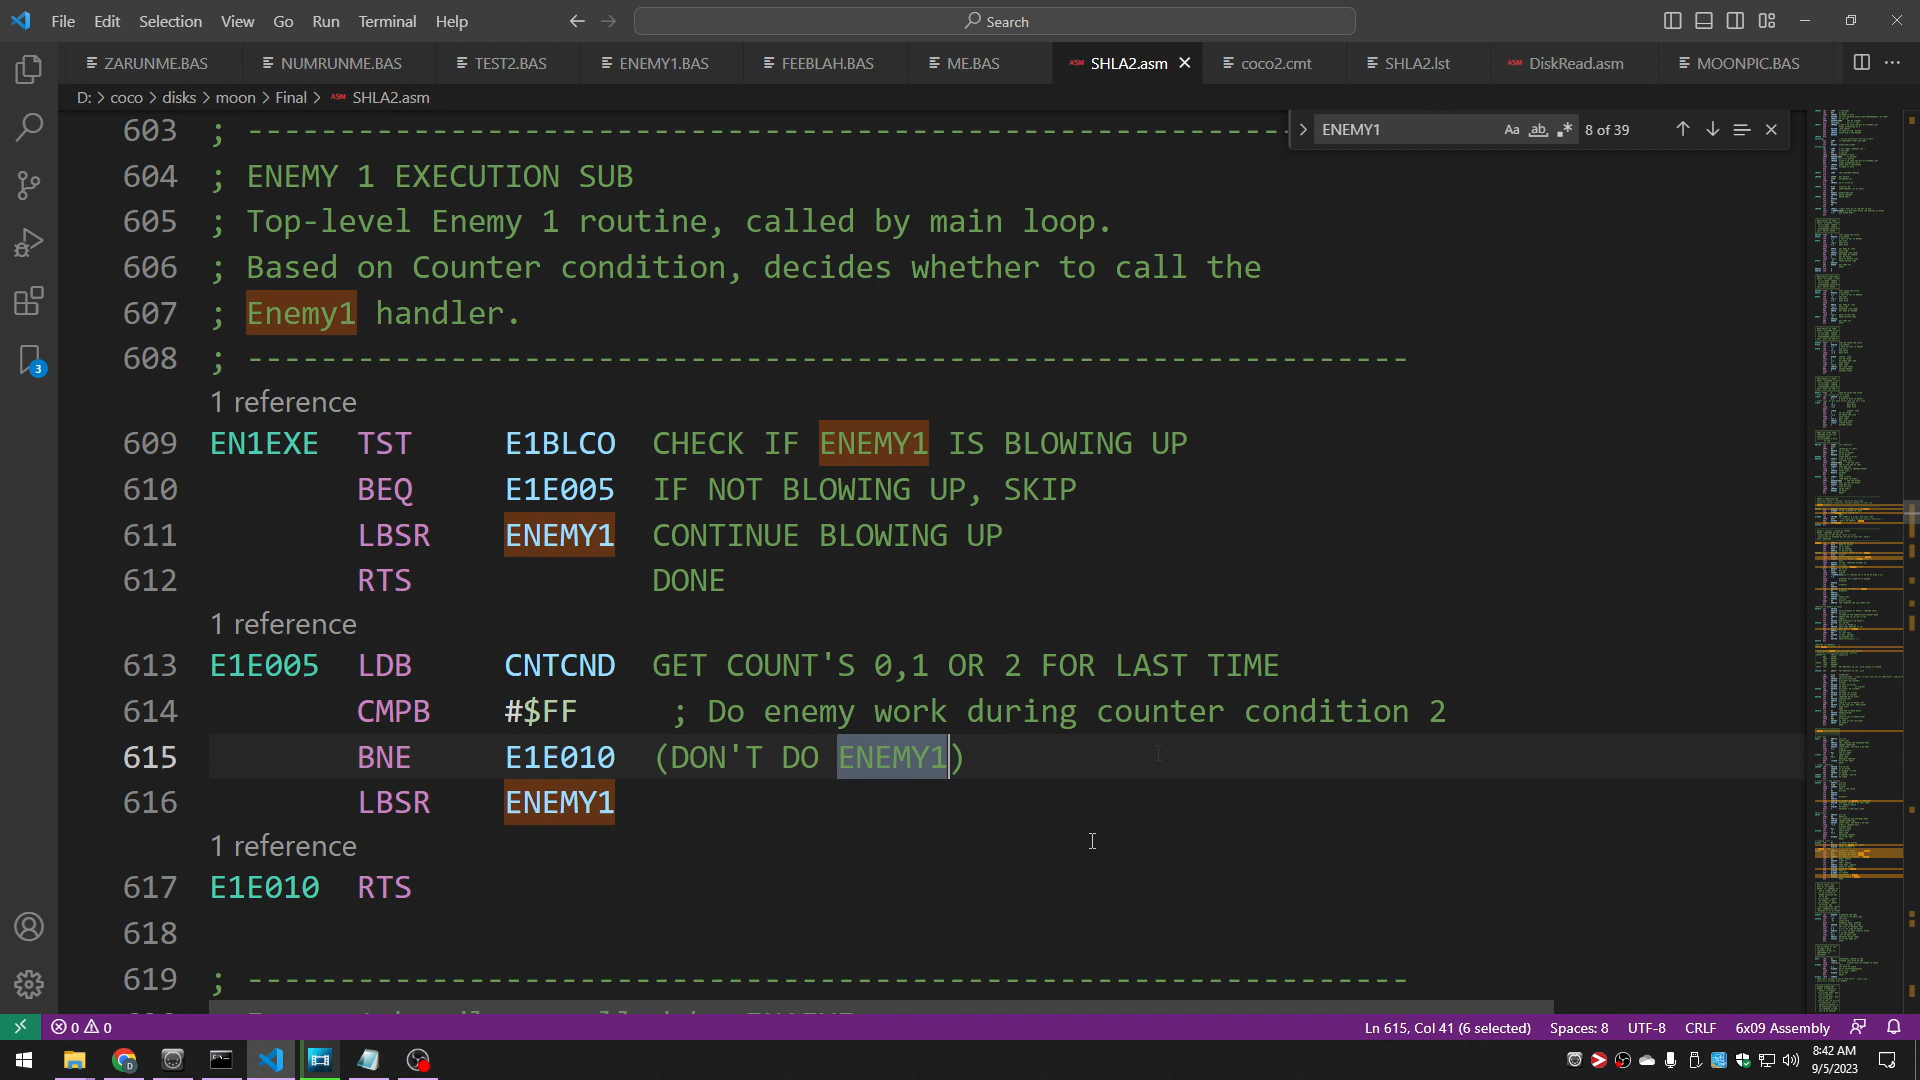 File Edit Selection View Go Run Terminal Help
Search
ZARUNME.BAS NUMRUNME.BAS TEST2.BAS ENEMY1.BAS FEEBLAH.BAS ME.BAS ASM SHLA2.asm coco2.cmt SHLA2.lst ASM DiskRead.asm MOONPIC.BAS
D: > coco > disks > moon > Final > ASM SHLA2.asm
ENEMY1 Aa ab .* 8 of 39
603 ; ---------------------------------------------------------------
604 ; ENEMY 1 EXECUTION SUB
605 ; Top-level Enemy 1 routine, called by main loop.
606 ; Based on Counter condition, decides whether to call the
607 ; Enemy1 handler.
608 ; ---------------------------------------------------------------
1 reference
609 EN1EXE TST E1BLCO CHECK IF ENEMY1 IS BLOWING UP
610 BEQ E1E005 IF NOT BLOWING UP, SKIP
611 LBSR ENEMY1 CONTINUE BLOWING UP
612 RTS DONE
1 reference
613 E1E005 LDB CNTCND GET COUNT'S 0,1 OR 2 FOR LAST TIME
614 CMPB #$FF ; Do enemy work during counter condition 2
615 BNE E1E010 (DON'T DO ENEMY1)
616 LBSR ENEMY1
1 reference
617 E1E010 RTS
618
619 ; ---------------------------------------------------------------
3
0 0 Ln 615, Col 41 (6 selected) Spaces: 8 UTF-8 CRLF 6x09 Assembly
8:42 AM
9/5/2023